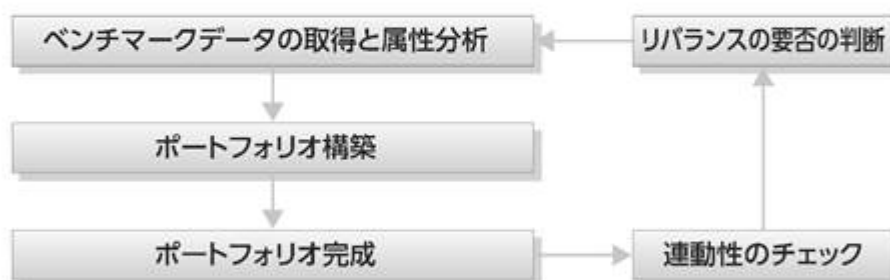 ベンチマークデータの取得と属性分析
リバランスの要否の判断
ポートフォリオ構築
ポートフォリオ完成
連動性のチェック